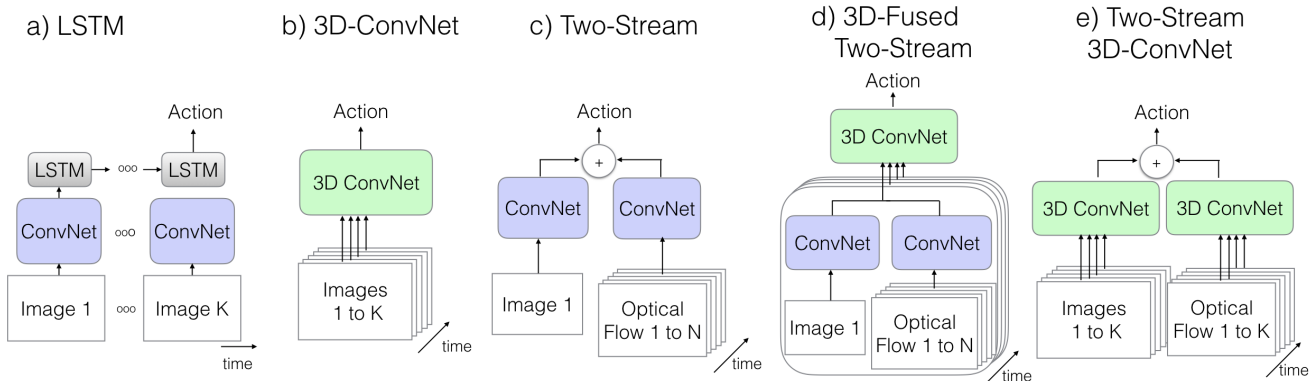 a) LSTM
Action
LSTM
ooo
LSTM
ConvNet
ooo
ConvNet
Image 1
ooo
Image K
time
b) 3D-ConvNet
Action
3D ConvNet
Images
1 to K
time
c) Two-Stream
Action
+
ConvNet
ConvNet
Image 1
Optical
Flow 1 to N
time
d) 3D-Fused
Two-Stream
Action
3D ConvNet
ConvNet
ConvNet
Image 1
Optical
Flow 1 to N
time
e) Two-Stream
3D-ConvNet
Action
+
3D ConvNet
3D ConvNet
Images
1 to K
Optical
Flow 1 to K
time